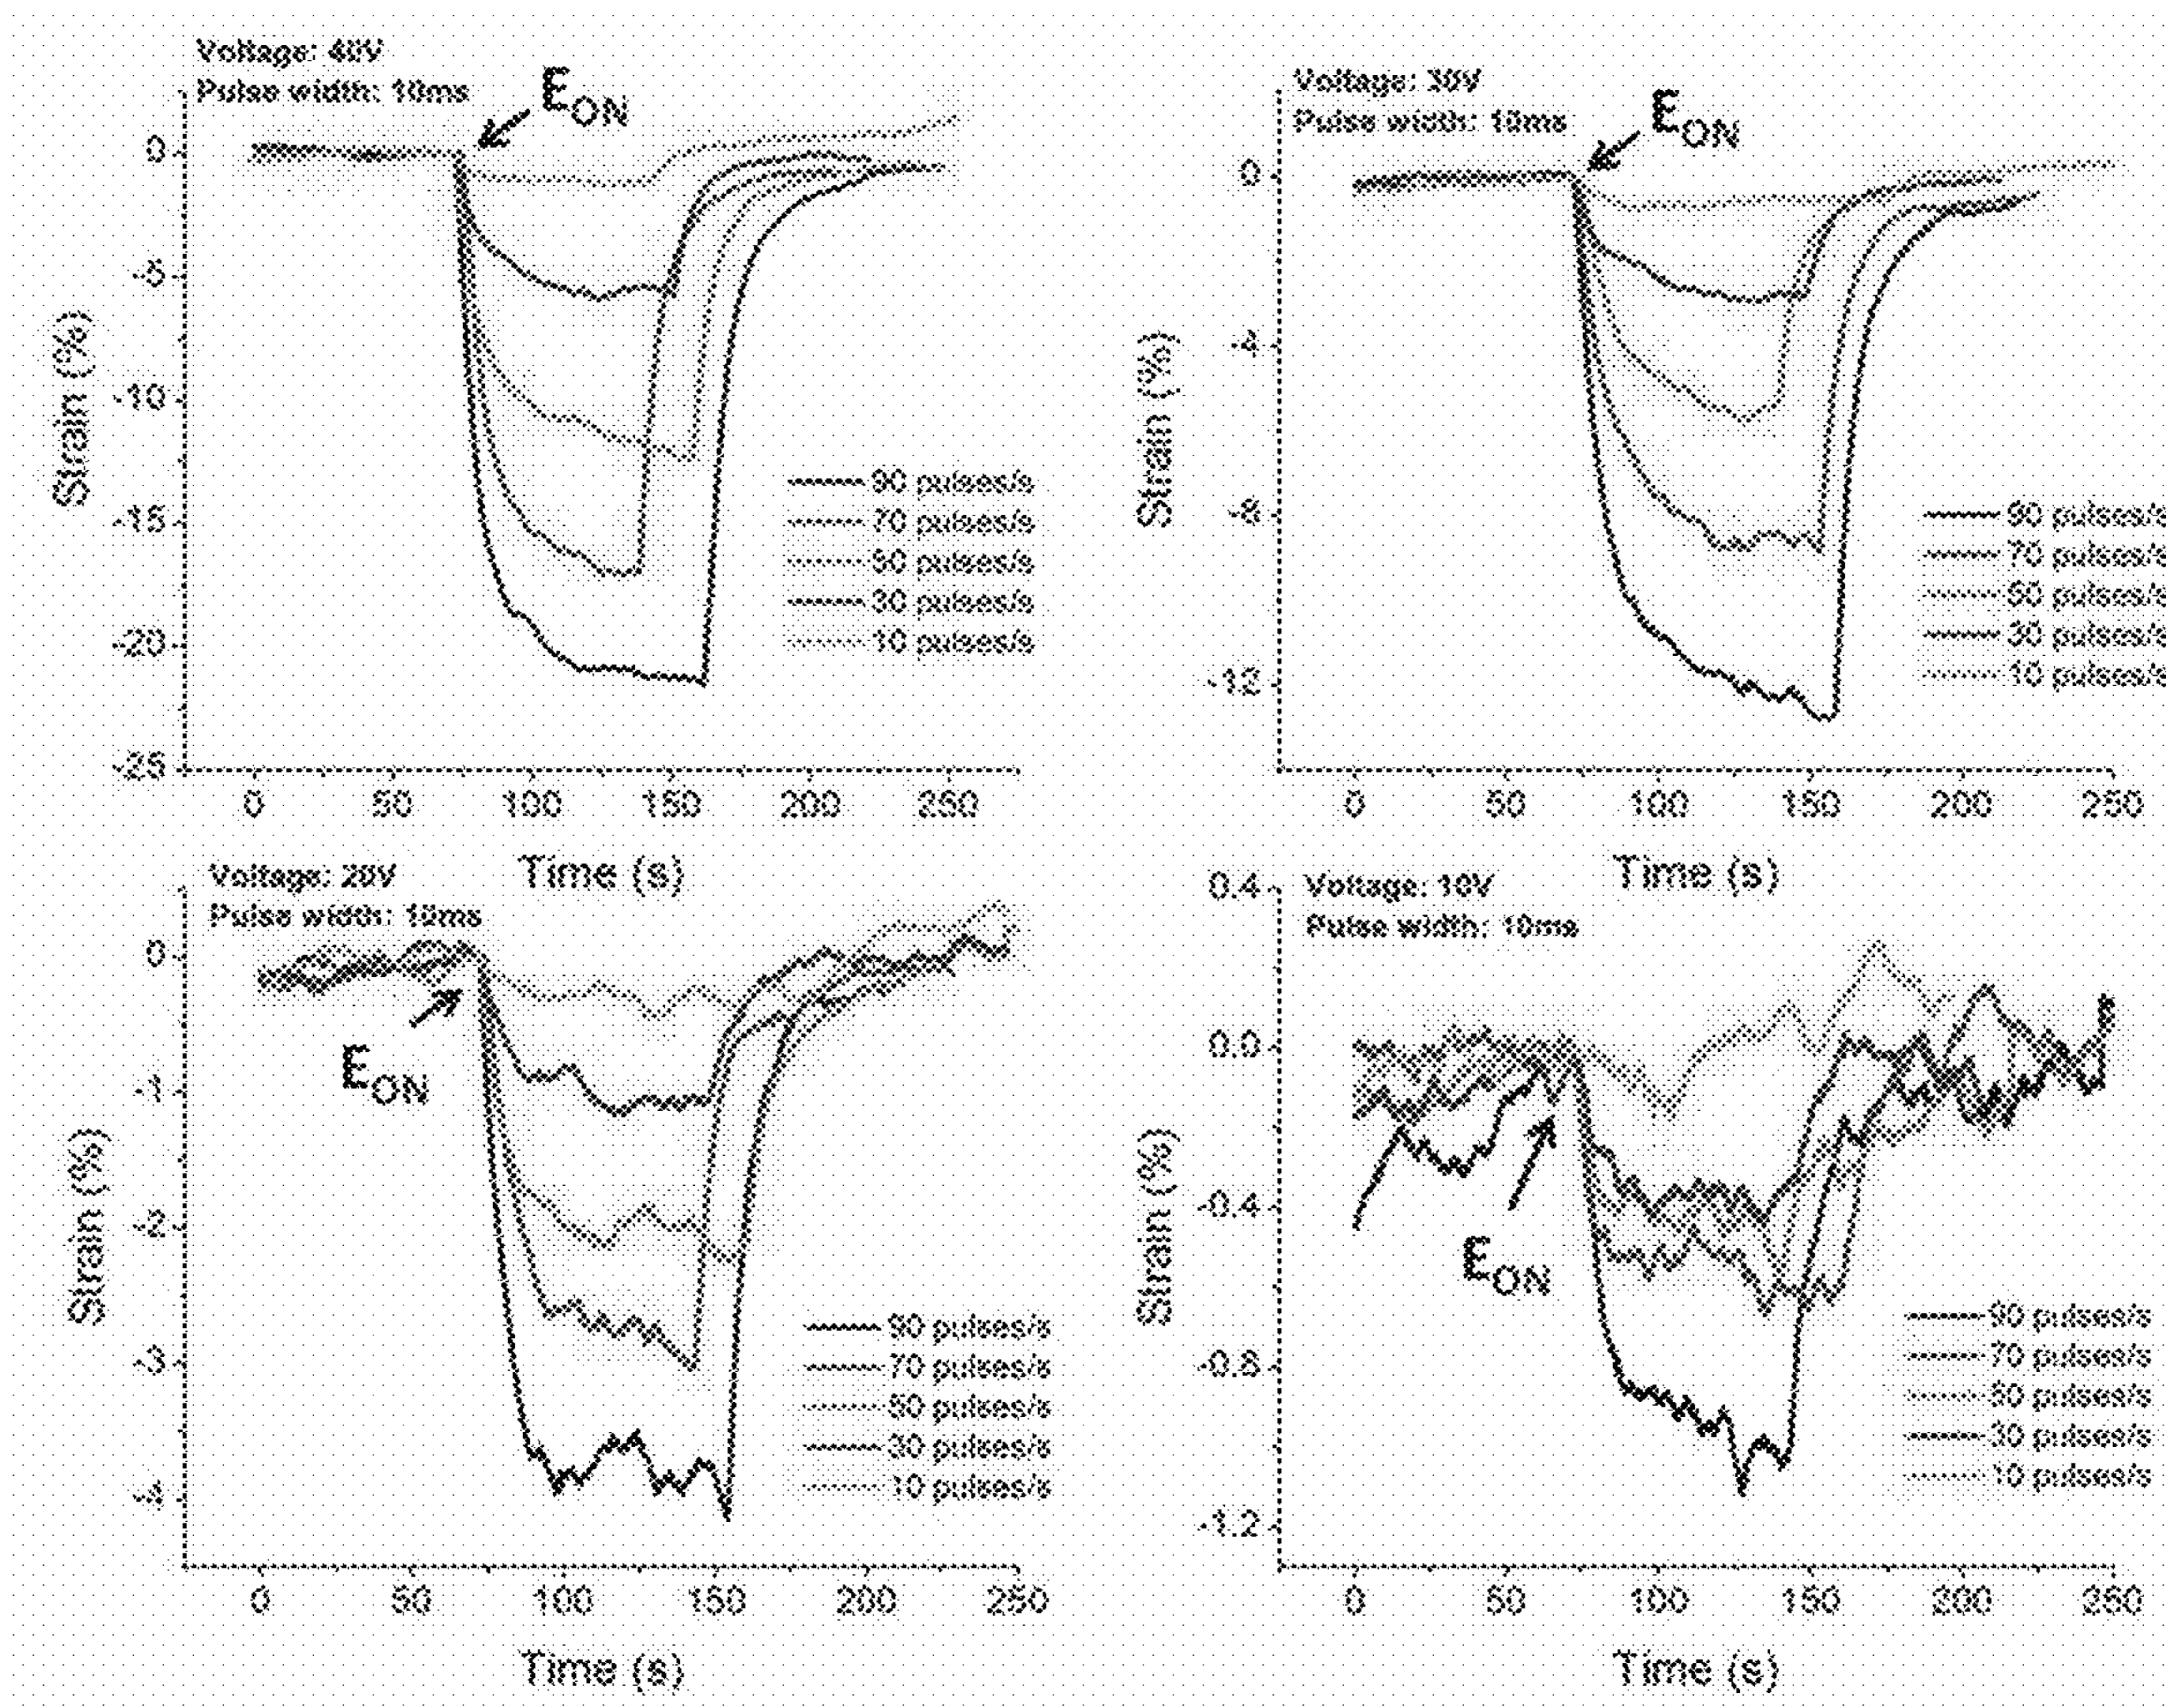 Voltage: 40V
Pulse width: 10ms
E_ON
0
-5
-10
-15
-20
-25
Strain (%)
90 pulses/s
70 pulses/s
50 pulses/s
30 pulses/s
10 pulses/s
0 50 100 150 200 250
Time (s)
Voltage: 30V
Pulse width: 10ms
E_ON
0
-4
-8
-12
Strain (%)
90 pulses/s
70 pulses/s
50 pulses/s
30 pulses/s
10 pulses/s
0 50 100 150 200 250
Time (s)
Voltage: 20V
Pulse width: 10ms
E_ON
0
-1
-2
-3
-4
Strain (%)
90 pulses/s
70 pulses/s
50 pulses/s
30 pulses/s
10 pulses/s
0 50 100 150 200 250
Time (s)
Voltage: 10V
Pulse width: 10ms
E_ON
0.4
0.0
-0.4
-0.8
-1.2
Strain (%)
90 pulses/s
70 pulses/s
50 pulses/s
30 pulses/s
10 pulses/s
0 50 100 150 200 250
Time (s)